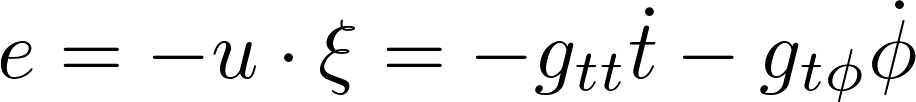 e = −u · ξ = −g_{tt}ṫ − g_{tϕ}ϕ̇